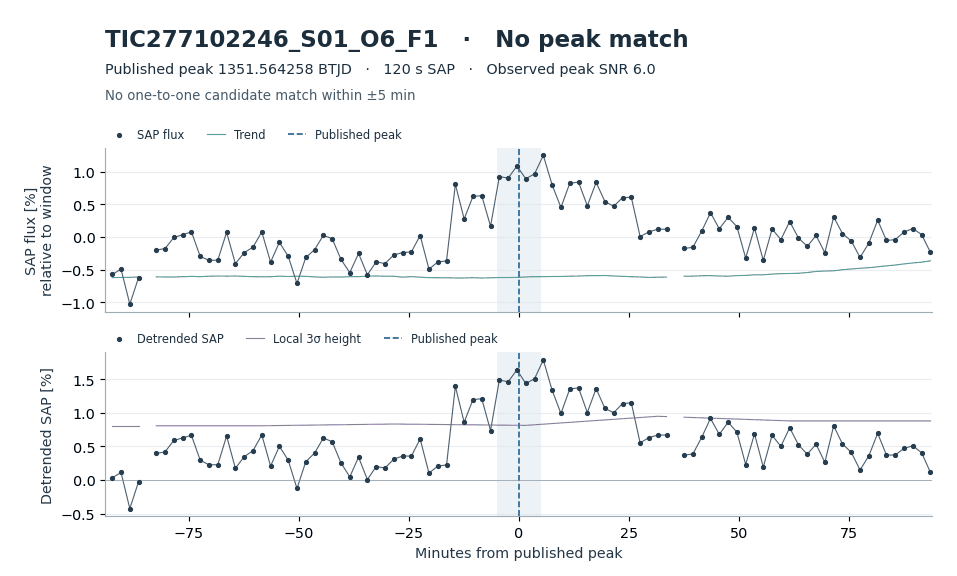 TIC277102246_S01_O6_F1 · No peak match
Published peak 1351.564258 BTJD · 120 s SAP · Observed peak SNR 6.0
No one-to-one candidate match within ±5 min
SAP flux Trend Published peak
SAP flux [%]
relative to window
1.0
0.5
0.0
−0.5
−1.0
Detrended SAP Local 3σ height Published peak
Detrended SAP [%]
1.5
1.0
0.5
0.0
−0.5
−75 −50 −25 0 25 50 75
Minutes from published peak